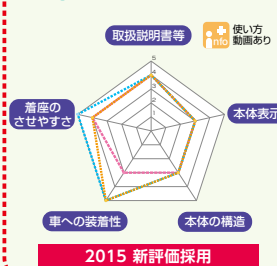 取扱説明書等
info
使い方
動画あり
5
4
3
2
1
着座の
させやすさ
本体表示
車への装着性
本体の構造
2015 新評価採用